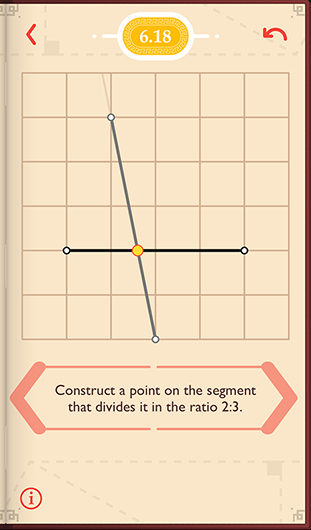 6.18
Construct a point on the segment
that divides it in the ratio 2:3.
i